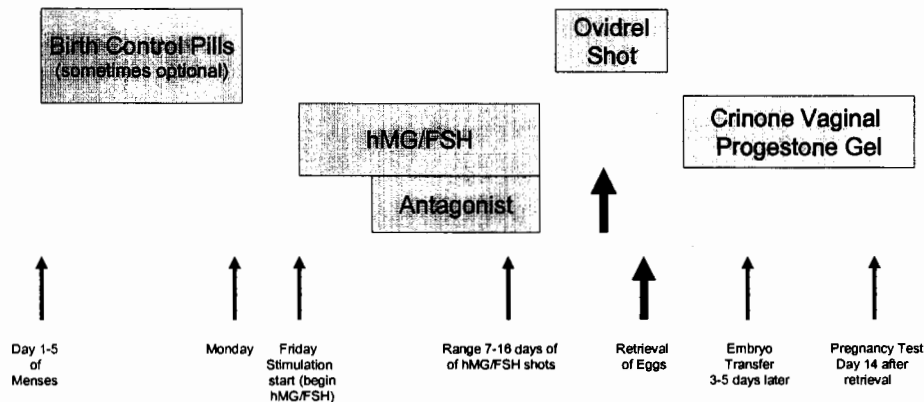 Birth Control Pills
(sometimes optional)
Ovidrel
Shot
hMG/FSH
Antagonist
Crinone Vaginal
Progestone Gel
Day 1-5
of
Menses
Monday
Friday
Stimulation
start (begin
hMG/FSH)
Range 7-16 days of
of hMG/FSH shots
Retrieval
of Eggs
Embryo
Transfer
3-5 days later
Pregnancy Test
Day 14 after
retrieval